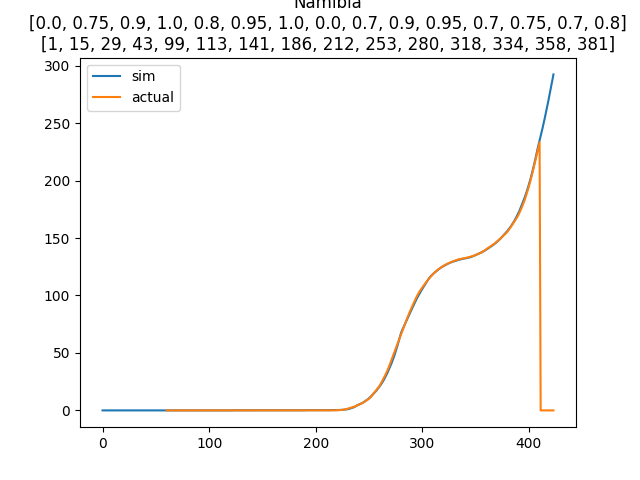 Namibia
[0.0, 0.75, 0.9, 1.0, 0.8, 0.95, 1.0, 0.0, 0.7, 0.9, 0.95, 0.7, 0.75, 0.7, 0.8]
[1, 15, 29, 43, 99, 113, 141, 186, 212, 253, 280, 318, 334, 358, 381]
300
sim
actual
250
200
150
100
50
0
0 100 200 300 400